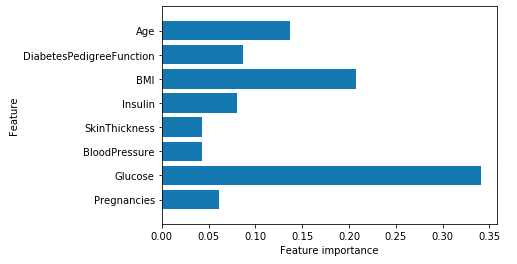 Age
DiabetesPedigreeFunction
BMI
Insulin
SkinThickness
BloodPressure
Glucose
Pregnancies
Feature
0.00 0.05 0.10 0.15 0.20 0.25 0.30 0.35
Feature importance